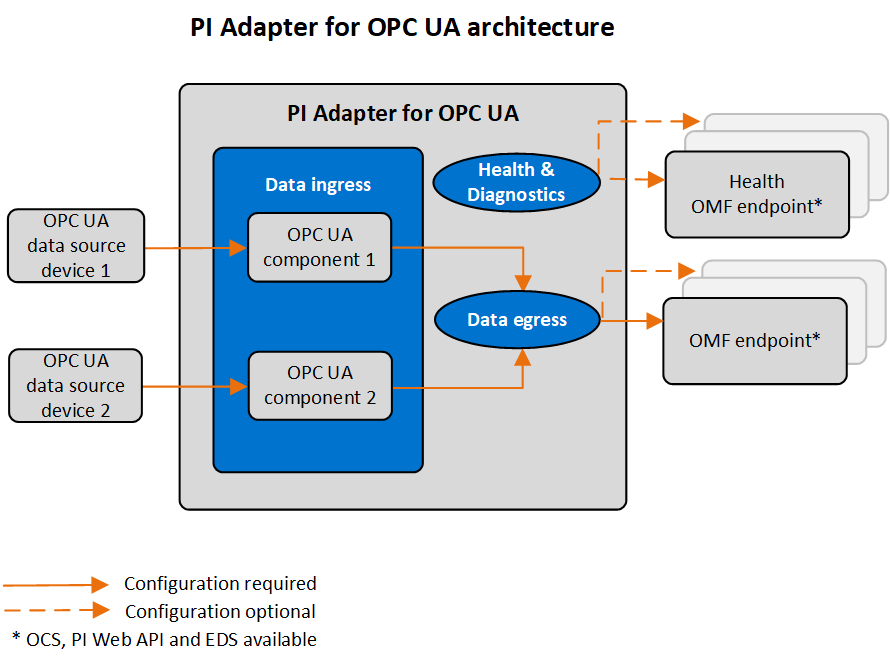 PI Adapter for OPC UA architecture
PI Adapter for OPC UA
Data ingress
Health &
Diagnostics
Health
OMF endpoint*
OPC UA
data source
device 1
OPC UA
component 1
Data egress
OMF endpoint*
OPC UA
data source
device 2
OPC UA
component 2
Configuration required
Configuration optional
* OCS, PI Web API and EDS available